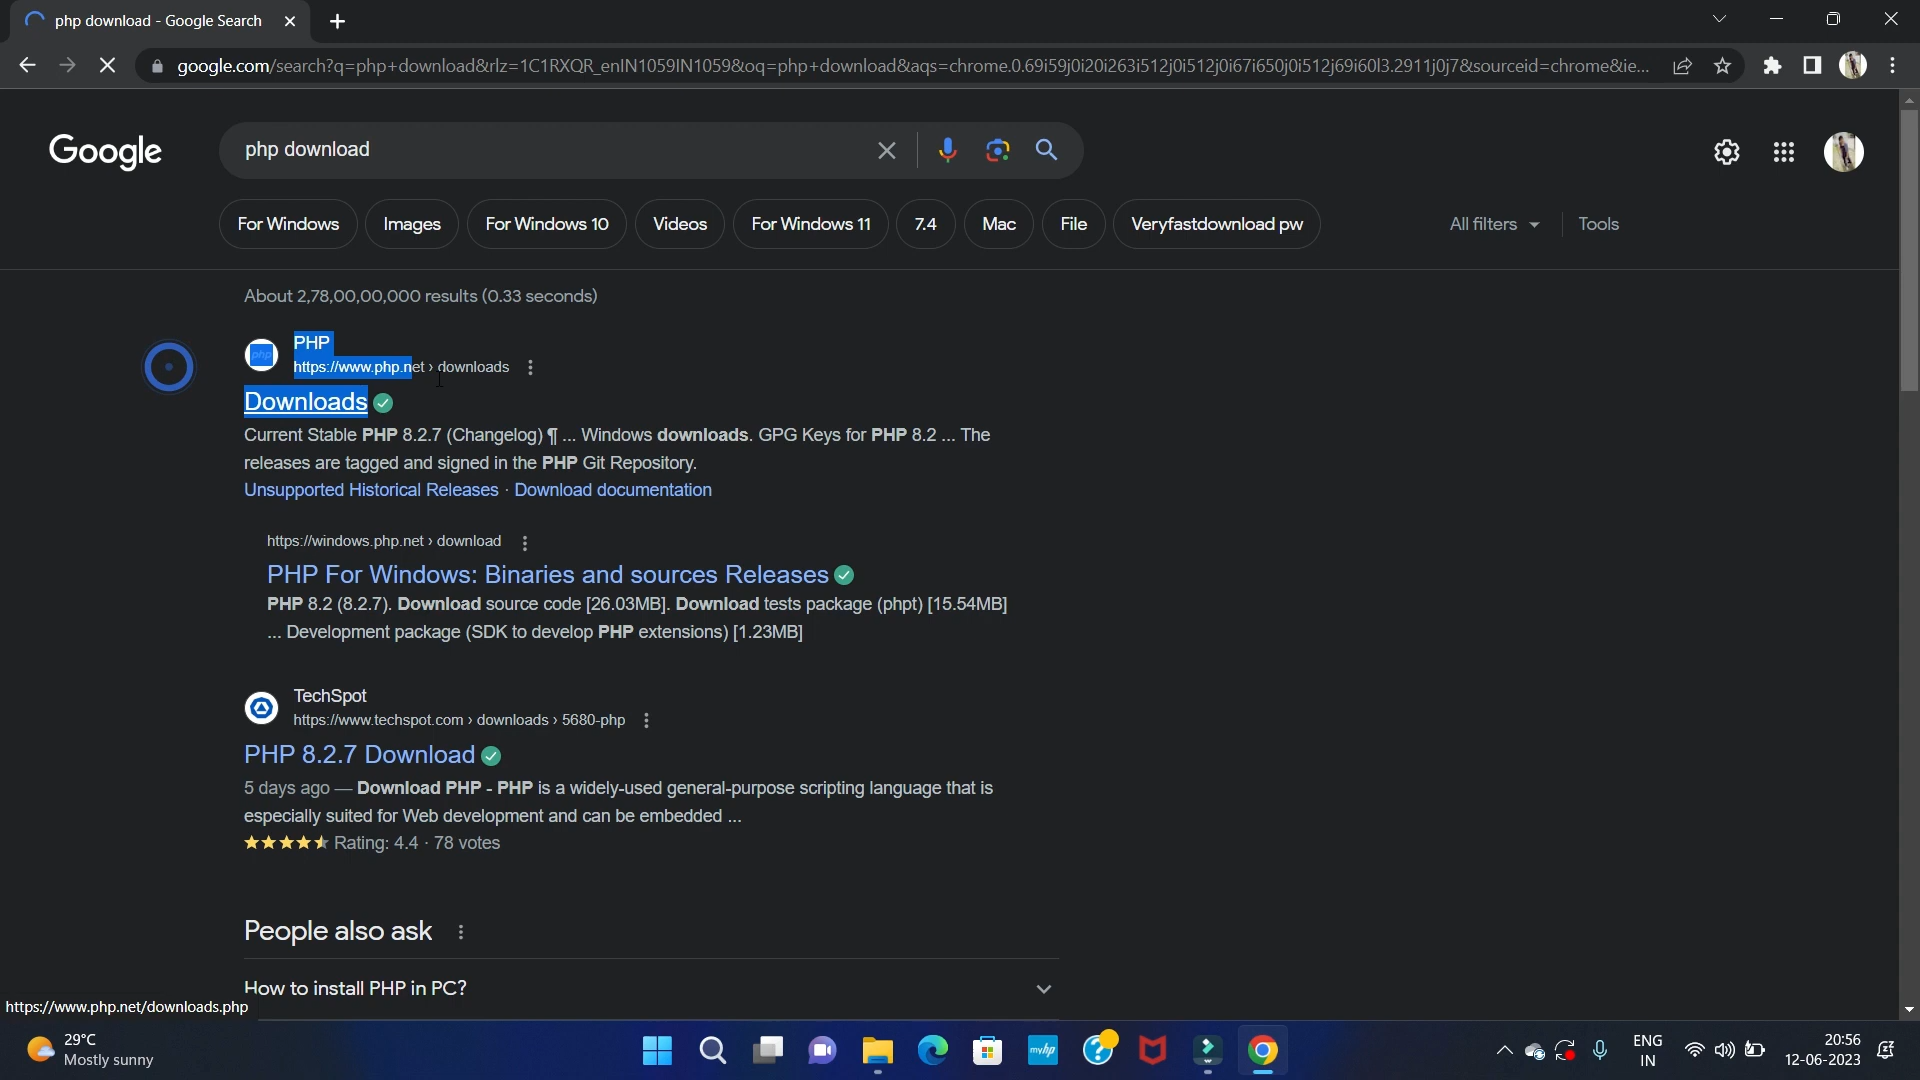 php download - Google Search
google.com/search?q=php+download&rlz=1C1RXQR_enIN1059IN1059&oq=php+download&aqs=chrome.0.69i59j0i20i263i512j0i512j0i67i650j0i512j69i60l3.2911j0j7&sourceid=chrome&ie...
Google
php download
For Windows
Images
For Windows 10
Videos
For Windows 11
7.4
Mac
File
Veryfastdownload pw
All filters
Tools
About 2,78,00,00,000 results (0.33 seconds)
php
PHP
https://www.php.net › downloads
Downloads
Current Stable PHP 8.2.7 (Changelog) ¶ ... Windows downloads. GPG Keys for PHP 8.2 ... The
releases are tagged and signed in the PHP Git Repository.
Unsupported Historical Releases · Download documentation
https://windows.php.net › download
PHP For Windows: Binaries and sources Releases
PHP 8.2 (8.2.7). Download source code [26.03MB]. Download tests package (phpt) [15.54MB]
... Development package (SDK to develop PHP extensions) [1.23MB]
TechSpot
https://www.techspot.com › downloads › 5680-php
PHP 8.2.7 Download
5 days ago — Download PHP - PHP is a widely-used general-purpose scripting language that is
especially suited for Web development and can be embedded ...
Rating: 4.4 · 78 votes
People also ask
How to install PHP in PC?
https://www.php.net/downloads.php
29°C
Mostly sunny
myhp
ENG
IN
20:56
12-06-2023